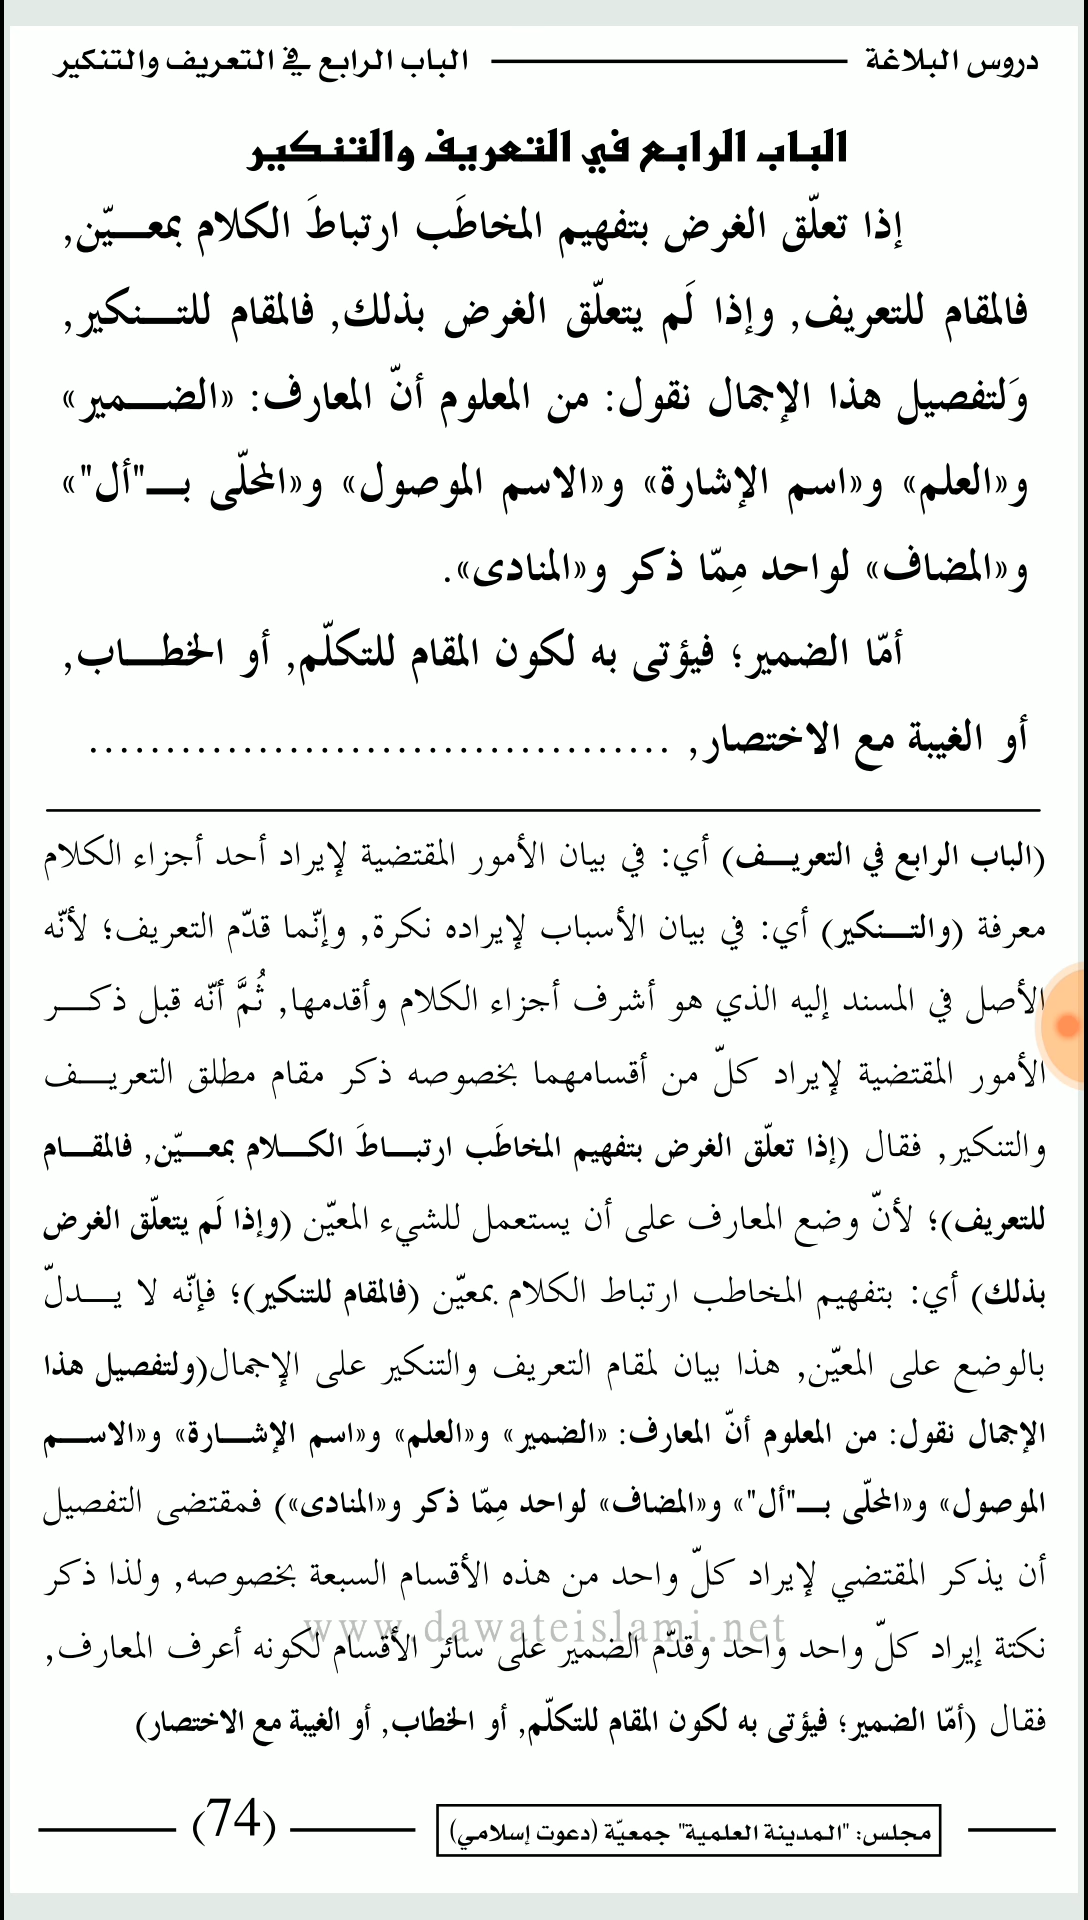 دروس البلاغة الباب الرابع في التعريف والتنكير
الباب الرابع في التعريف والتنكير
إذا تعلّق الغرض بتفهيم المخاطَب ارتباطَ الكلام بمعيّن,
فالمقام للتعريف, وإذا لَم يتعلّق الغرض بذلك, فالمقام للتنكير,
وَلتفصيل هذا الإجمال نقول: من المعلوم أنّ المعارف: «الضمير»
و«العلم» و«اسم الإشارة» و«الاسم الموصول» و«المحلّى بـ"أل"»
و«المضاف» لواحد مِمّا ذكر و«المنادى».
أمّا الضمير؛ فيؤتى به لكون المقام للتكلّم, أو الخطاب,
أو الغيبة مع الاختصار, ......................................
(الباب الرابع في التعريف) أي: في بيان الأمور المقتضية لإيراد أحد أجزاء الكلام
معرفة (والتنكير) أي: في بيان الأسباب لإيراده نكرة, وإنّما قدّم التعريف؛ لأنّه
الأصل في المسند إليه الذي هو أشرف أجزاء الكلام وأقدمها, ثُمَّ أنّه قبل ذكر
الأمور المقتضية لإيراد كلّ من أقسامهما بخصوصه ذكر مقام مطلق التعريف
والتنكير, فقال (إذا تعلّق الغرض بتفهيم المخاطَب ارتباطَ الكلام بمعيّن, فالمقام
للتعريف)؛ لأنّ وضع المعارف على أن يستعمل للشيء المعيّن (وإذا لَم يتعلّق الغرض
بذلك) أي: بتفهيم المخاطب ارتباط الكلام بمعيّن (فالمقام للتنكير)؛ فإنّه لا يدلّ
بالوضع على المعيّن, هذا بيان لمقام التعريف والتنكير على الإجمال(ولتفصيل هذا
الإجمال نقول: من المعلوم أنّ المعارف: «الضمير» و«العلم» و«اسم الإشارة» و«الاسم
الموصول» و«المحلّى بـ"أل"» و«المضاف» لواحد مِمّا ذكر و«المنادى») فمقتضى التفصيل
أن يذكر المقتضي لإيراد كلّ واحد من هذه الأقسام السبعة بخصوصه, ولذا ذكر
www.dawateislami.net
نكتة إيراد كلّ واحد واحد وقدّم الضمير على سائر الأقسام لكونه أعرف المعارف,
فقال (أمّا الضمير؛ فيؤتى به لكون المقام للتكلّم, أو الخطاب, أو الغيبة مع الاختصار)
مجلس: "المدينة العلمية" جمعيّة (دعوت إسلامي) (74)